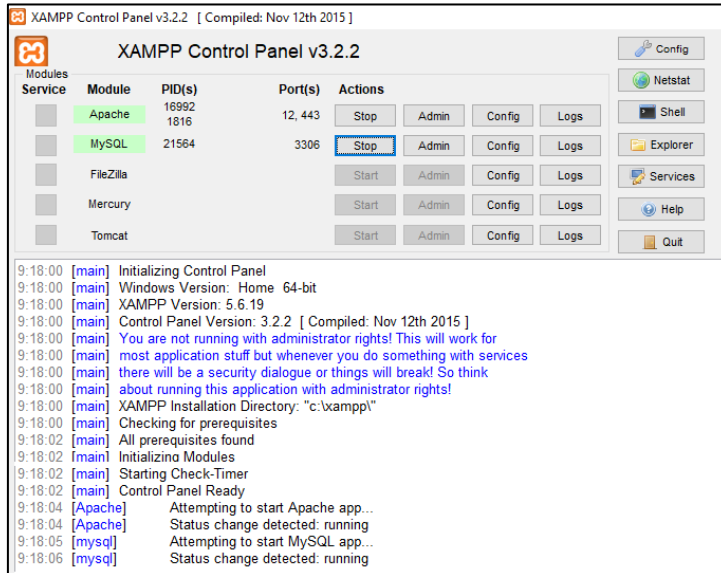 XAMPP Control Panel v3.2.2 [ Compiled: Nov 12th 2015 ]
XAMPP Control Panel v3.2.2
Config
Modules
Service Module PID(s) Port(s) Actions
Netstat
Apache 16992 1816 12, 443 Stop Admin Config Logs
Shell
MySQL 21564 3306 Stop Admin Config Logs
Explorer
FileZilla Start Admin Config Logs
Services
Mercury Start Admin Config Logs
Help
Tomcat Start Admin Config Logs
Quit
9:18:00 [main] Initializing Control Panel
9:18:00 [main] Windows Version: Home 64-bit
9:18:00 [main] XAMPP Version: 5.6.19
9:18:00 [main] Control Panel Version: 3.2.2 [ Compiled: Nov 12th 2015 ]
9:18:00 [main] You are not running with administrator rights! This will work for
9:18:00 [main] most application stuff but whenever you do something with services
9:18:00 [main] there will be a security dialogue or things will break! So think
9:18:00 [main] about running this application with administrator rights!
9:18:00 [main] XAMPP Installation Directory: "c:\xampp\"
9:18:00 [main] Checking for prerequisites
9:18:02 [main] All prerequisites found
9:18:02 [main] Initializing Modules
9:18:02 [main] Starting Check-Timer
9:18:02 [main] Control Panel Ready
9:18:04 [Apache] Attempting to start Apache app...
9:18:04 [Apache] Status change detected: running
9:18:05 [mysql] Attempting to start MySQL app...
9:18:06 [mysql] Status change detected: running